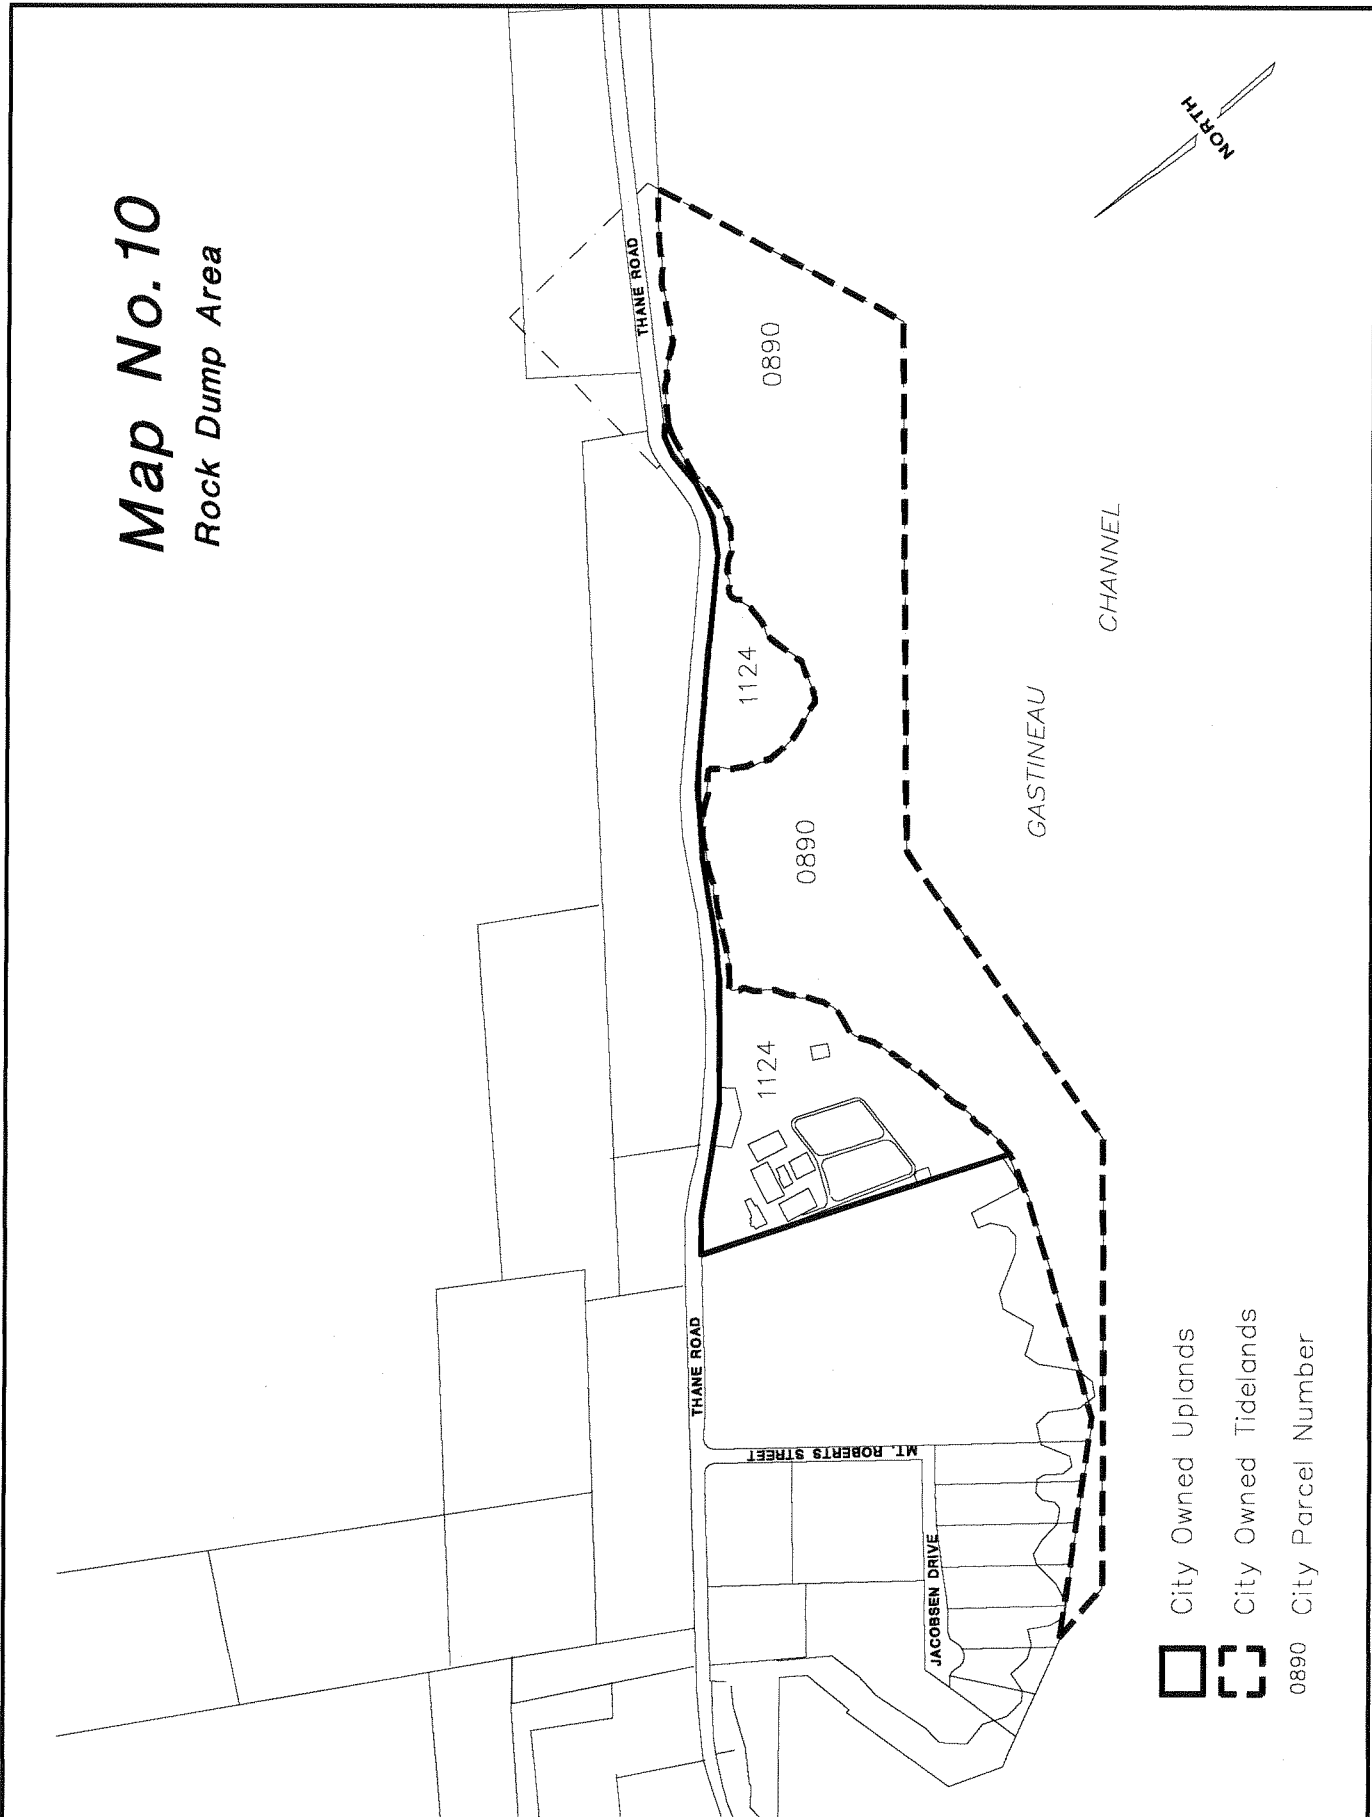 Map No. 10
Rock Dump Area
NORTH
THANE ROAD
0890
1124
0890
1124
THANE ROAD
MT. ROBERTS STREET
JACOBSEN DRIVE
GASTINEAU
CHANNEL
City Owned Uplands
City Owned Tidelands
0890 City Parcel Number